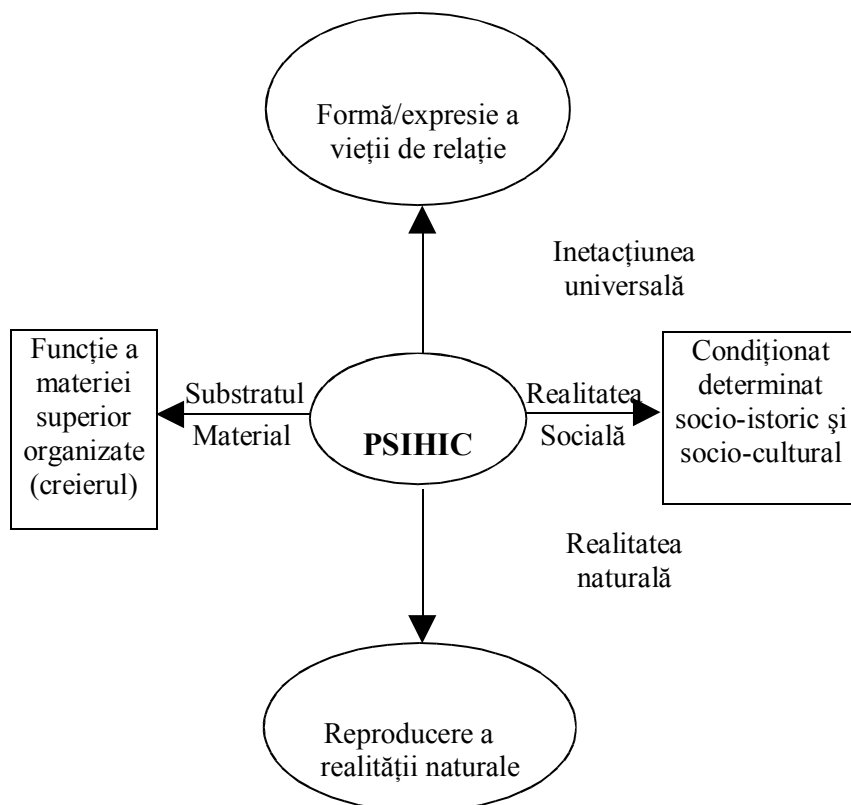 Formă/expresie a
vieții de relație
Inetacțiunea
universală
Funcție a
materiei
superior
organizate
(creierul)
Substratul
Material
PSIHIC
Realitatea
Socială
Condiționat
determinat
socio-istoric și
socio-cultural
Realitatea
naturală
Reproducere a
realității naturale